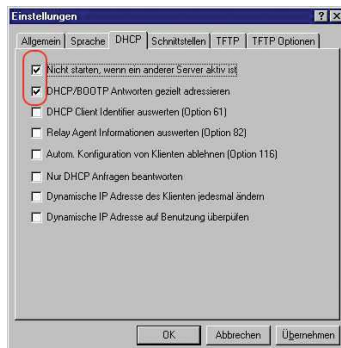 Einstellungen
Allgemein Sprache DHCP Schnittstellen TFTP TFTP Optionen
Nicht starten, wenn ein anderer Server aktiv ist
DHCP/BOOTP Antworten gezielt adressieren
DHCP Client Identifier auswerten (Option 61)
Relay Agent Informationen auswerten (Option 82)
Autom. Konfiguration von Klienten ablehnen (Option 116)
Nur DHCP Anfragen beantworten
Dynamische IP Adresse des Klienten jedesmal ändern
Dynamische IP Adresse auf Benutzung überpüfen
OK Abbrechen Übernehmen